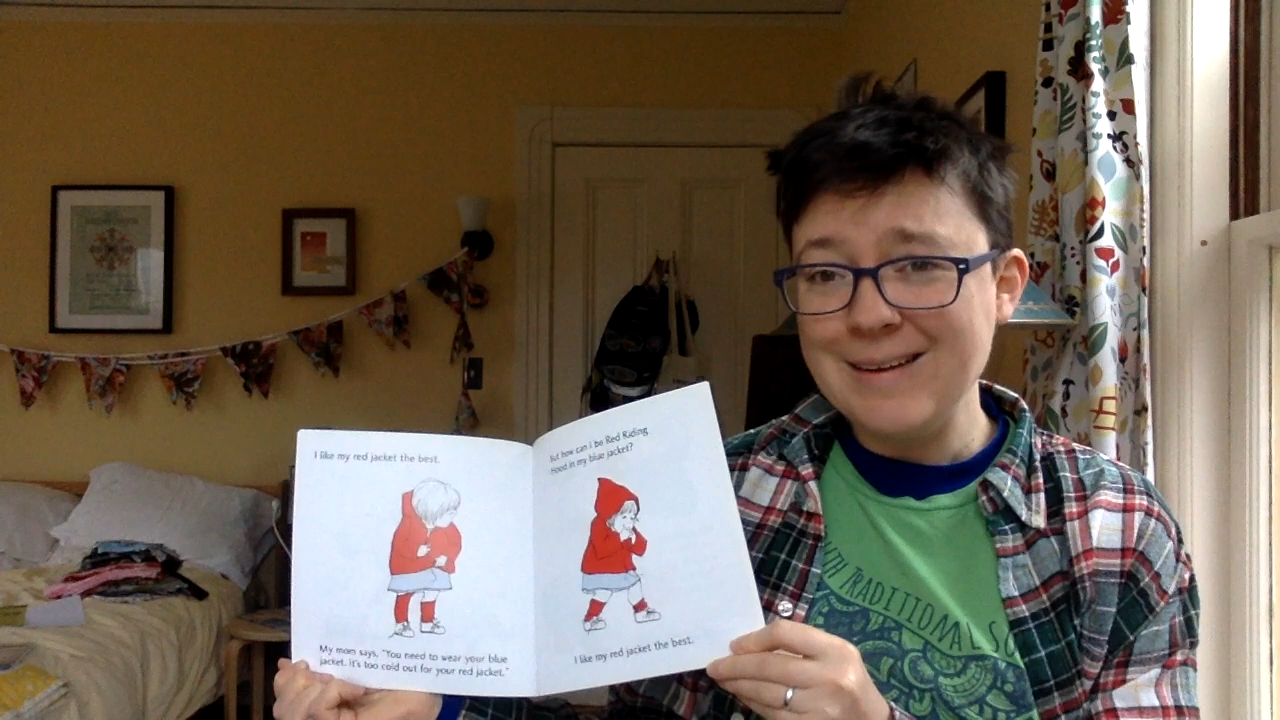 I like my red jacket the best.
My mom says, "You need to wear your blue
jacket. It's too cold out for your red jacket."
But how can I be Red Riding
Hood in my blue jacket?
I like my red jacket the best.
WITH TRADITIONAL SO